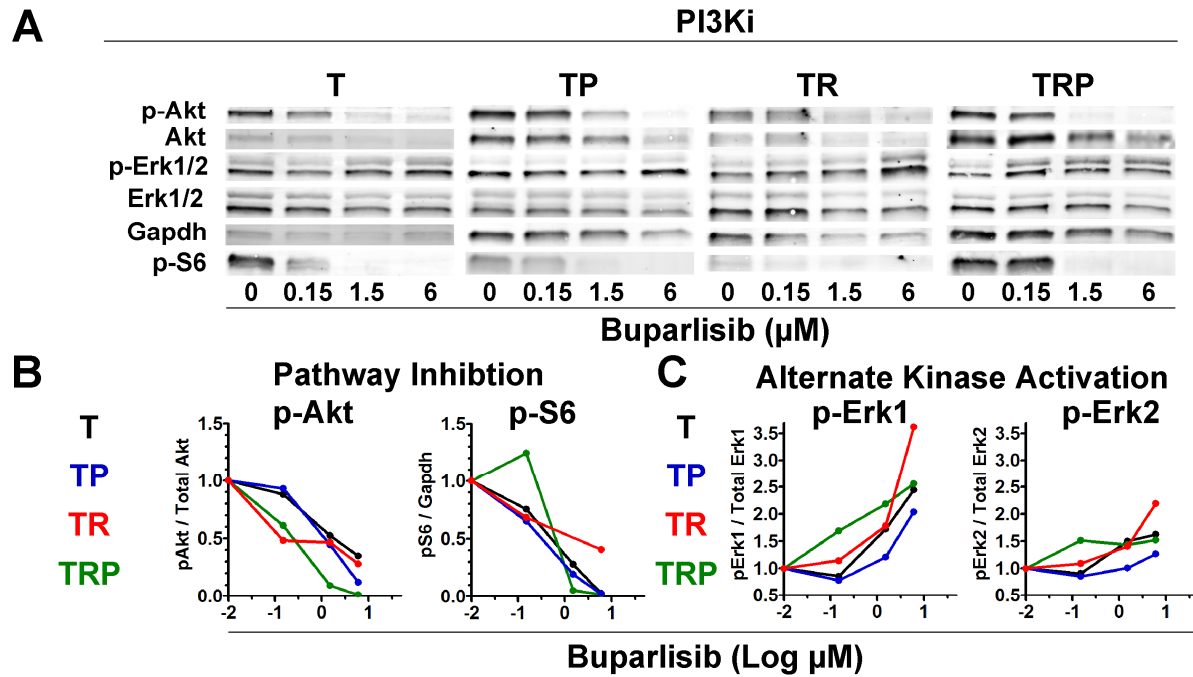 A
PI3Ki
T TP TR TRP
p-Akt
Akt
p-Erk1/2
Erk1/2
Gapdh
p-S6
0 0.15 1.5 6 0 0.15 1.5 6 0 0.15 1.5 6 0 0.15 1.5 6
Buparlisib (µM)
B
Pathway Inhibtion
p-Akt p-S6
T
TP
TR
TRP
pAkt / Total Akt
1.5
1.0
0.5
0.0
-2 -1 0 1
pS6 / Gapdh
1.5
1.0
0.5
0.0
-2 -1 0 1
C
Alternate Kinase Activation
p-Erk1 p-Erk2
T
TP
TR
TRP
pErk1 / Total Erk1
3.5
3.0
2.5
2.0
1.5
1.0
0.5
-2 -1 0 1
pErk2 / Total Erk2
3.5
3.0
2.5
2.0
1.5
1.0
0.5
-2 -1 0 1
Buparlisib (Log µM)